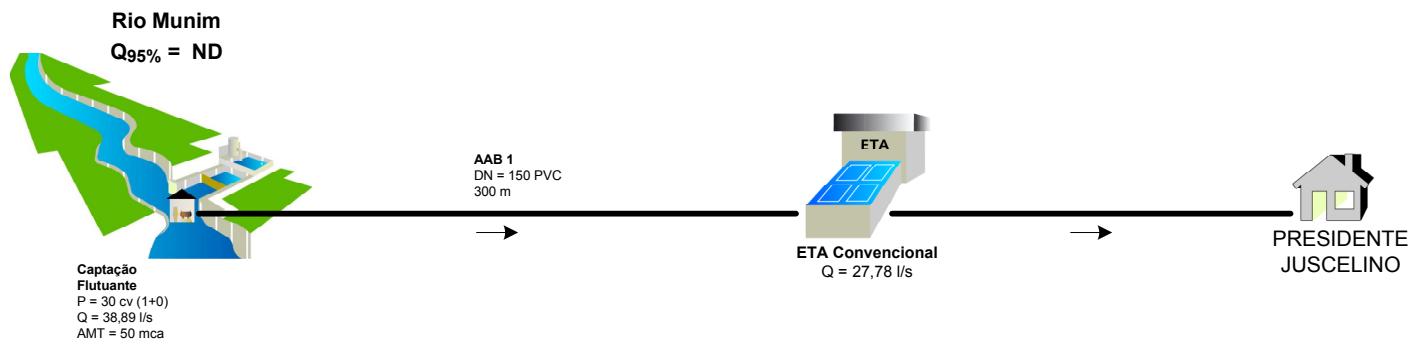 Rio Munim
Q95% = ND
AAB 1
DN = 150 PVC
300 m
ETA
ETA Convencional
Q = 27,78 l/s
PRESIDENTE
JUSCELINO
Captação
Flutuante
P = 30 cv (1+0)
Q = 38,89 l/s
AMT = 50 mca